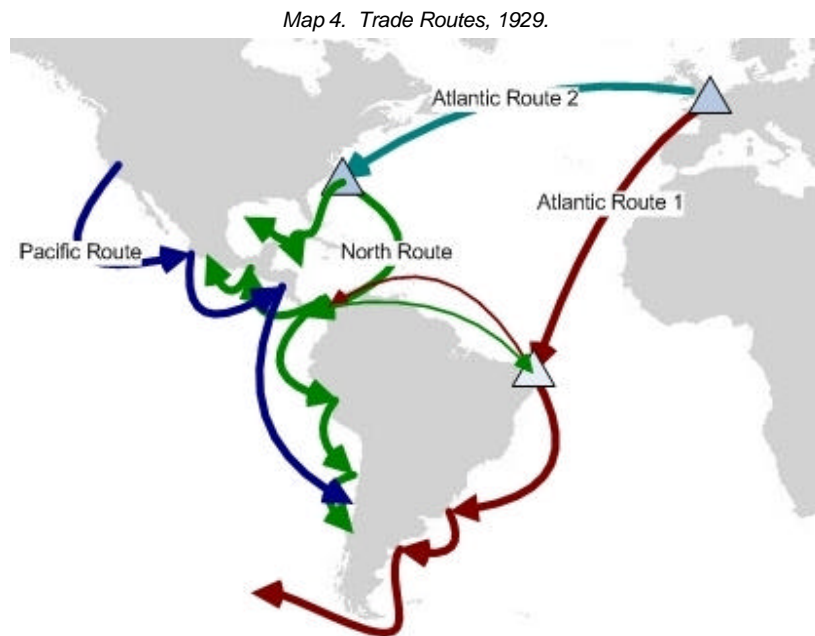 Map 4. Trade Routes, 1929.
Atlantic Route 2
Atlantic Route 1
Pacific Route
North Route